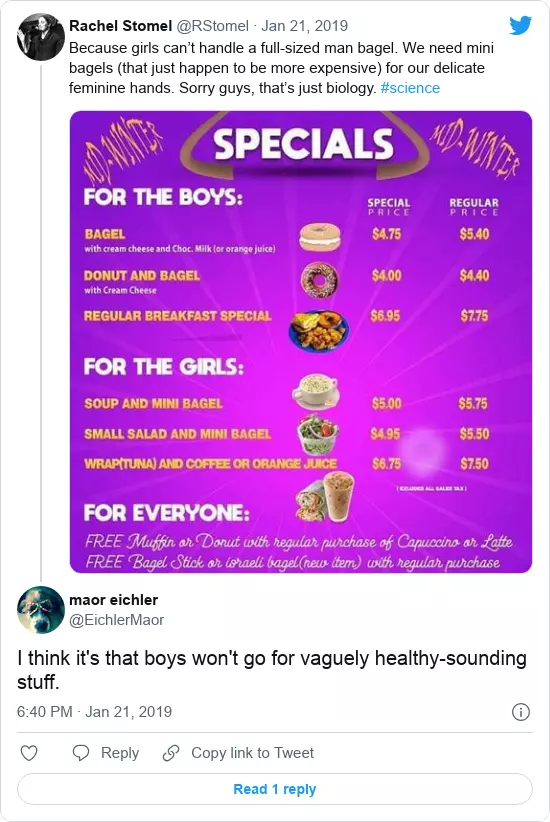 Rachel Stomel @RStomel · Jan 21, 2019
Because girls can't handle a full-sized man bagel. We need mini
bagels (that just happen to be more expensive) for our delicate
feminine hands. Sorry guys, that's just biology. #science
MID-WINTER SPECIALS MID-WINTER
FOR THE BOYS:
SPECIAL PRICE REGULAR PRICE
BAGEL $4.75 $5.40
with cream cheese and Choc. Milk (or orange juice)
DONUT AND BAGEL $4.00 $4.40
with Cream Cheese
REGULAR BREAKFAST SPECIAL $6.95 $7.75
FOR THE GIRLS:
SOUP AND MINI BAGEL $5.00 $5.75
SMALL SALAD AND MINI BAGEL $4.95 $5.50
WRAP(TUNA) AND COFFEE OR ORANGE JUICE $6.75 $7.50
(EXCLUDES ALL SALES TAX)
FOR EVERYONE:
FREE Muffin or Donut with regular purchase of Capuccino or Latte
FREE Bagel Stick or israeli bagel(new item) with regular purchase
maor eichler
@EichlerMaor
I think it's that boys won't go for vaguely healthy-sounding
stuff.
6:40 PM · Jan 21, 2019
Reply Copy link to Tweet
Read 1 reply